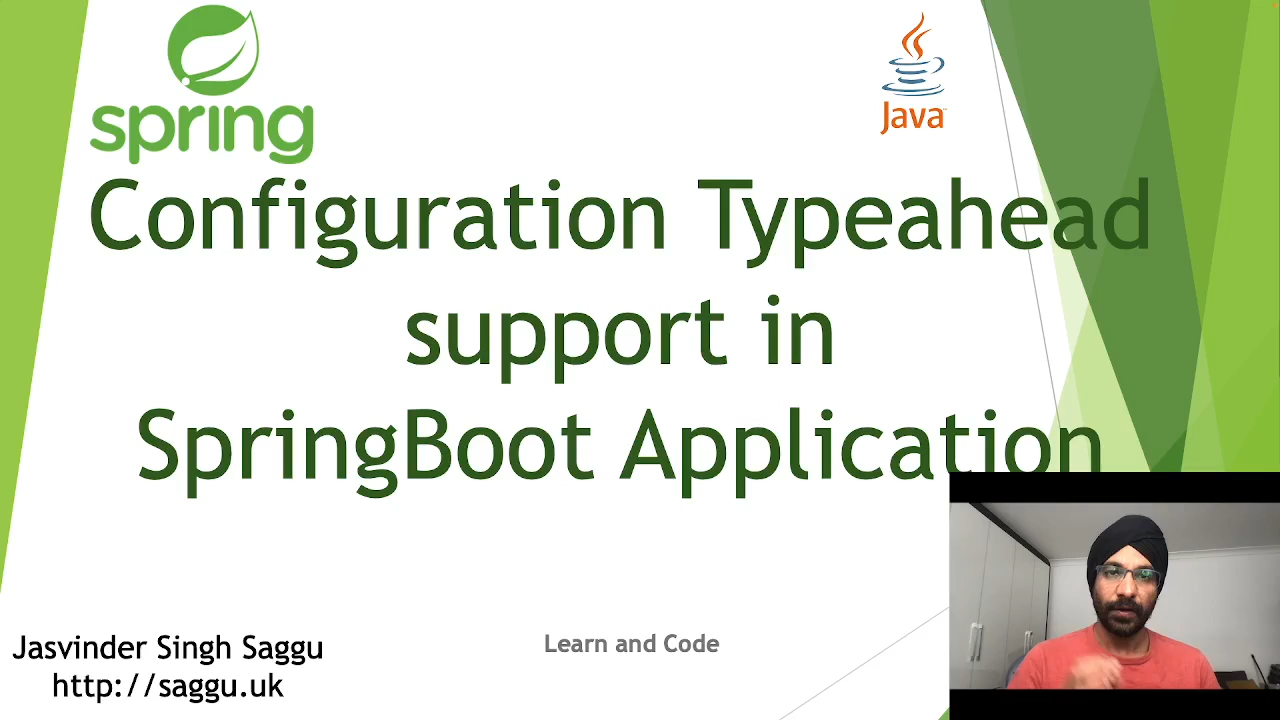 spring
Java
Configuration Typeahead
support in
SpringBoot Application
Jasvinder Singh Saggu
http://saggu.uk
Learn and Code